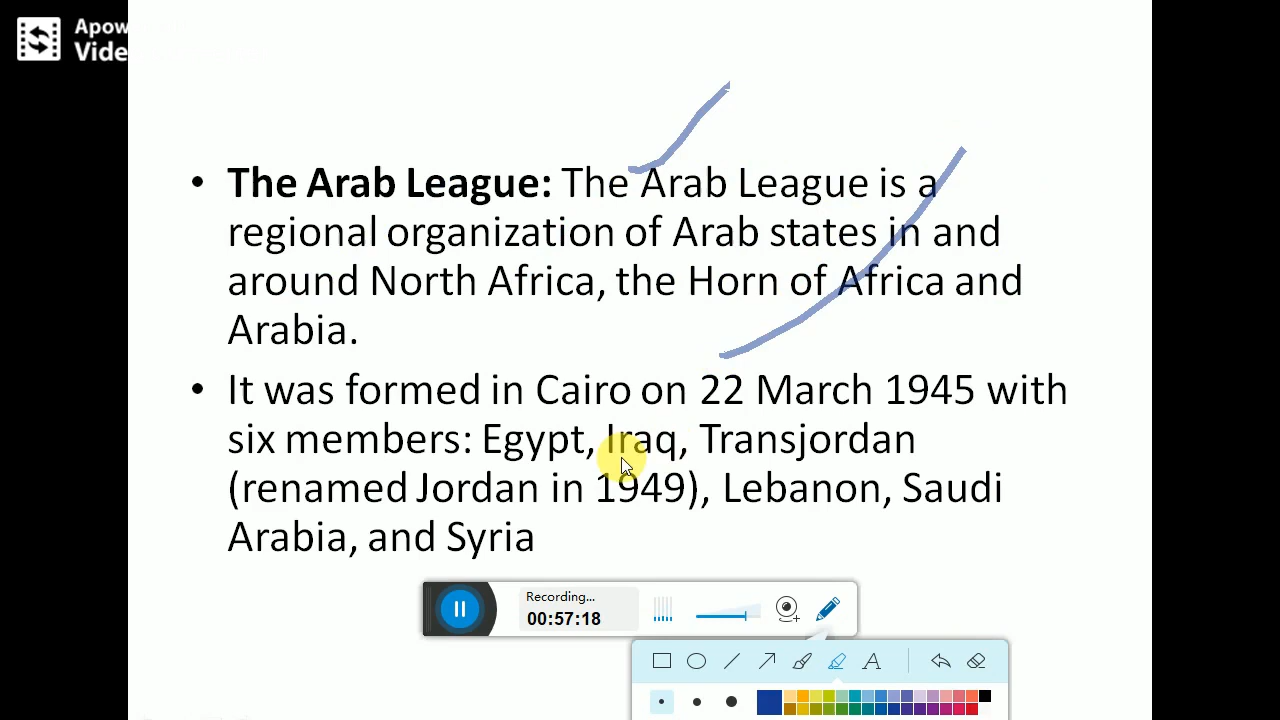 Vide
• The Arab League: The Arab League is a
regional organization of Arab states in and
around North Africa, the Horn of Africa and
Arabia.
• It was formed in Cairo on 22 March 1945 with
six members: Egypt, Iraq, Transjordan
(renamed Jordan in 1949), Lebanon, Saudi
Arabia, and Syria
Recording...
00:57:18
A